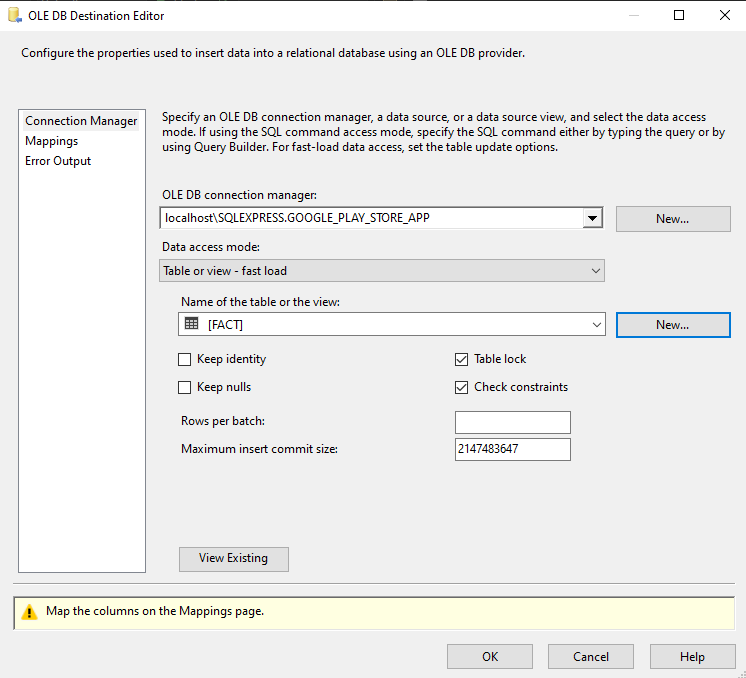 OLE DB Destination Editor
Configure the properties used to insert data into a relational database using an OLE DB provider.
Connection Manager
Mappings
Error Output
Specify an OLE DB connection manager, a data source, or a data source view, and select the data access
mode. If using the SQL command access mode, specify the SQL command either by typing the query or by
using Query Builder. For fast-load data access, set the table update options.
OLE DB connection manager:
localhost\SQLEXPRESS.GOOGLE_PLAY_STORE_APP
New...
Data access mode:
Table or view - fast load
Name of the table or the view:
[FACT]
New...
Keep identity
Table lock
Keep nulls
Check constraints
Rows per batch:
Maximum insert commit size:
2147483647
View Existing
Map the columns on the Mappings page.
OK
Cancel
Help